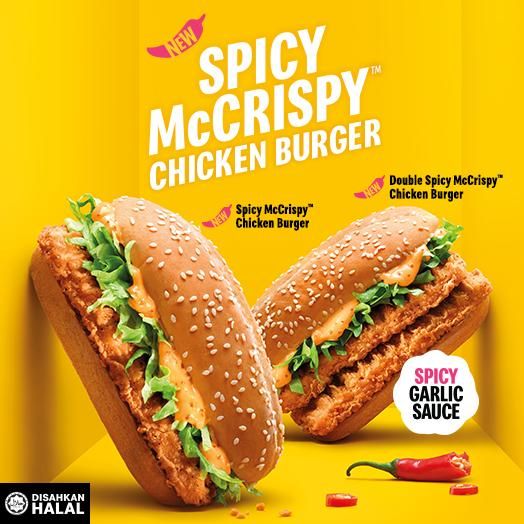 NEW
SPICY
McCRISPY™
CHICKEN BURGER
NEW
Double Spicy McCrispy™
Chicken Burger
NEW
Spicy McCrispy™
Chicken Burger
SPICY
GARLIC
SAUCE
DISAHKAN
HALAL